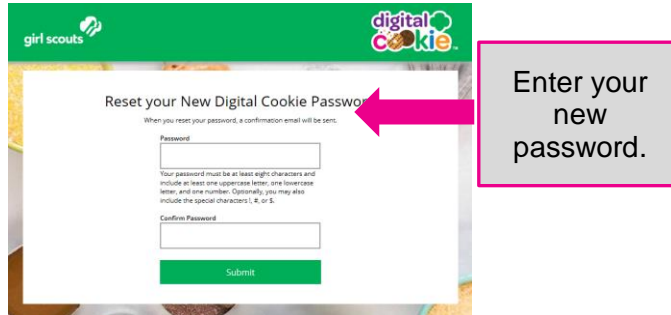 girl scouts
digital
cookie
Reset your New Digital Cookie Passwor
When you reset your password, a confirmation email will be sent.
Password
Your password must be at least eight characters and
include at least one uppercase letter, one lowercase
letter, and one number. Optionally, you may also
include the special characters !, #, or $.
Confirm Password
Submit
Enter your
new
password.